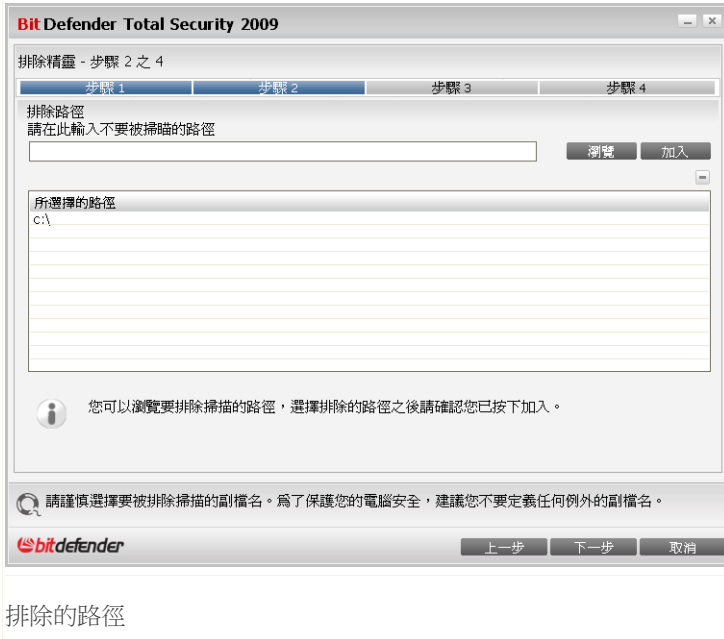 BitDefender Total Security 2009
排除精靈 - 步驟 2 之 4
步驟 1
步驟 2
步驟 3
步驟 4
排除路徑
請在此輸入不要被掃瞄的路徑
瀏覽
加入
所選擇的路徑
c:\
您可以瀏覽要排除掃描的路徑，選擇排除的路徑之後請確認您已按下加入。
請謹慎選擇要被排除掃描的副檔名。為了保護您的電腦安全，建議您不要定義任何例外的副檔名。
bitdefender
上一步
下一步
取消
排除的路徑